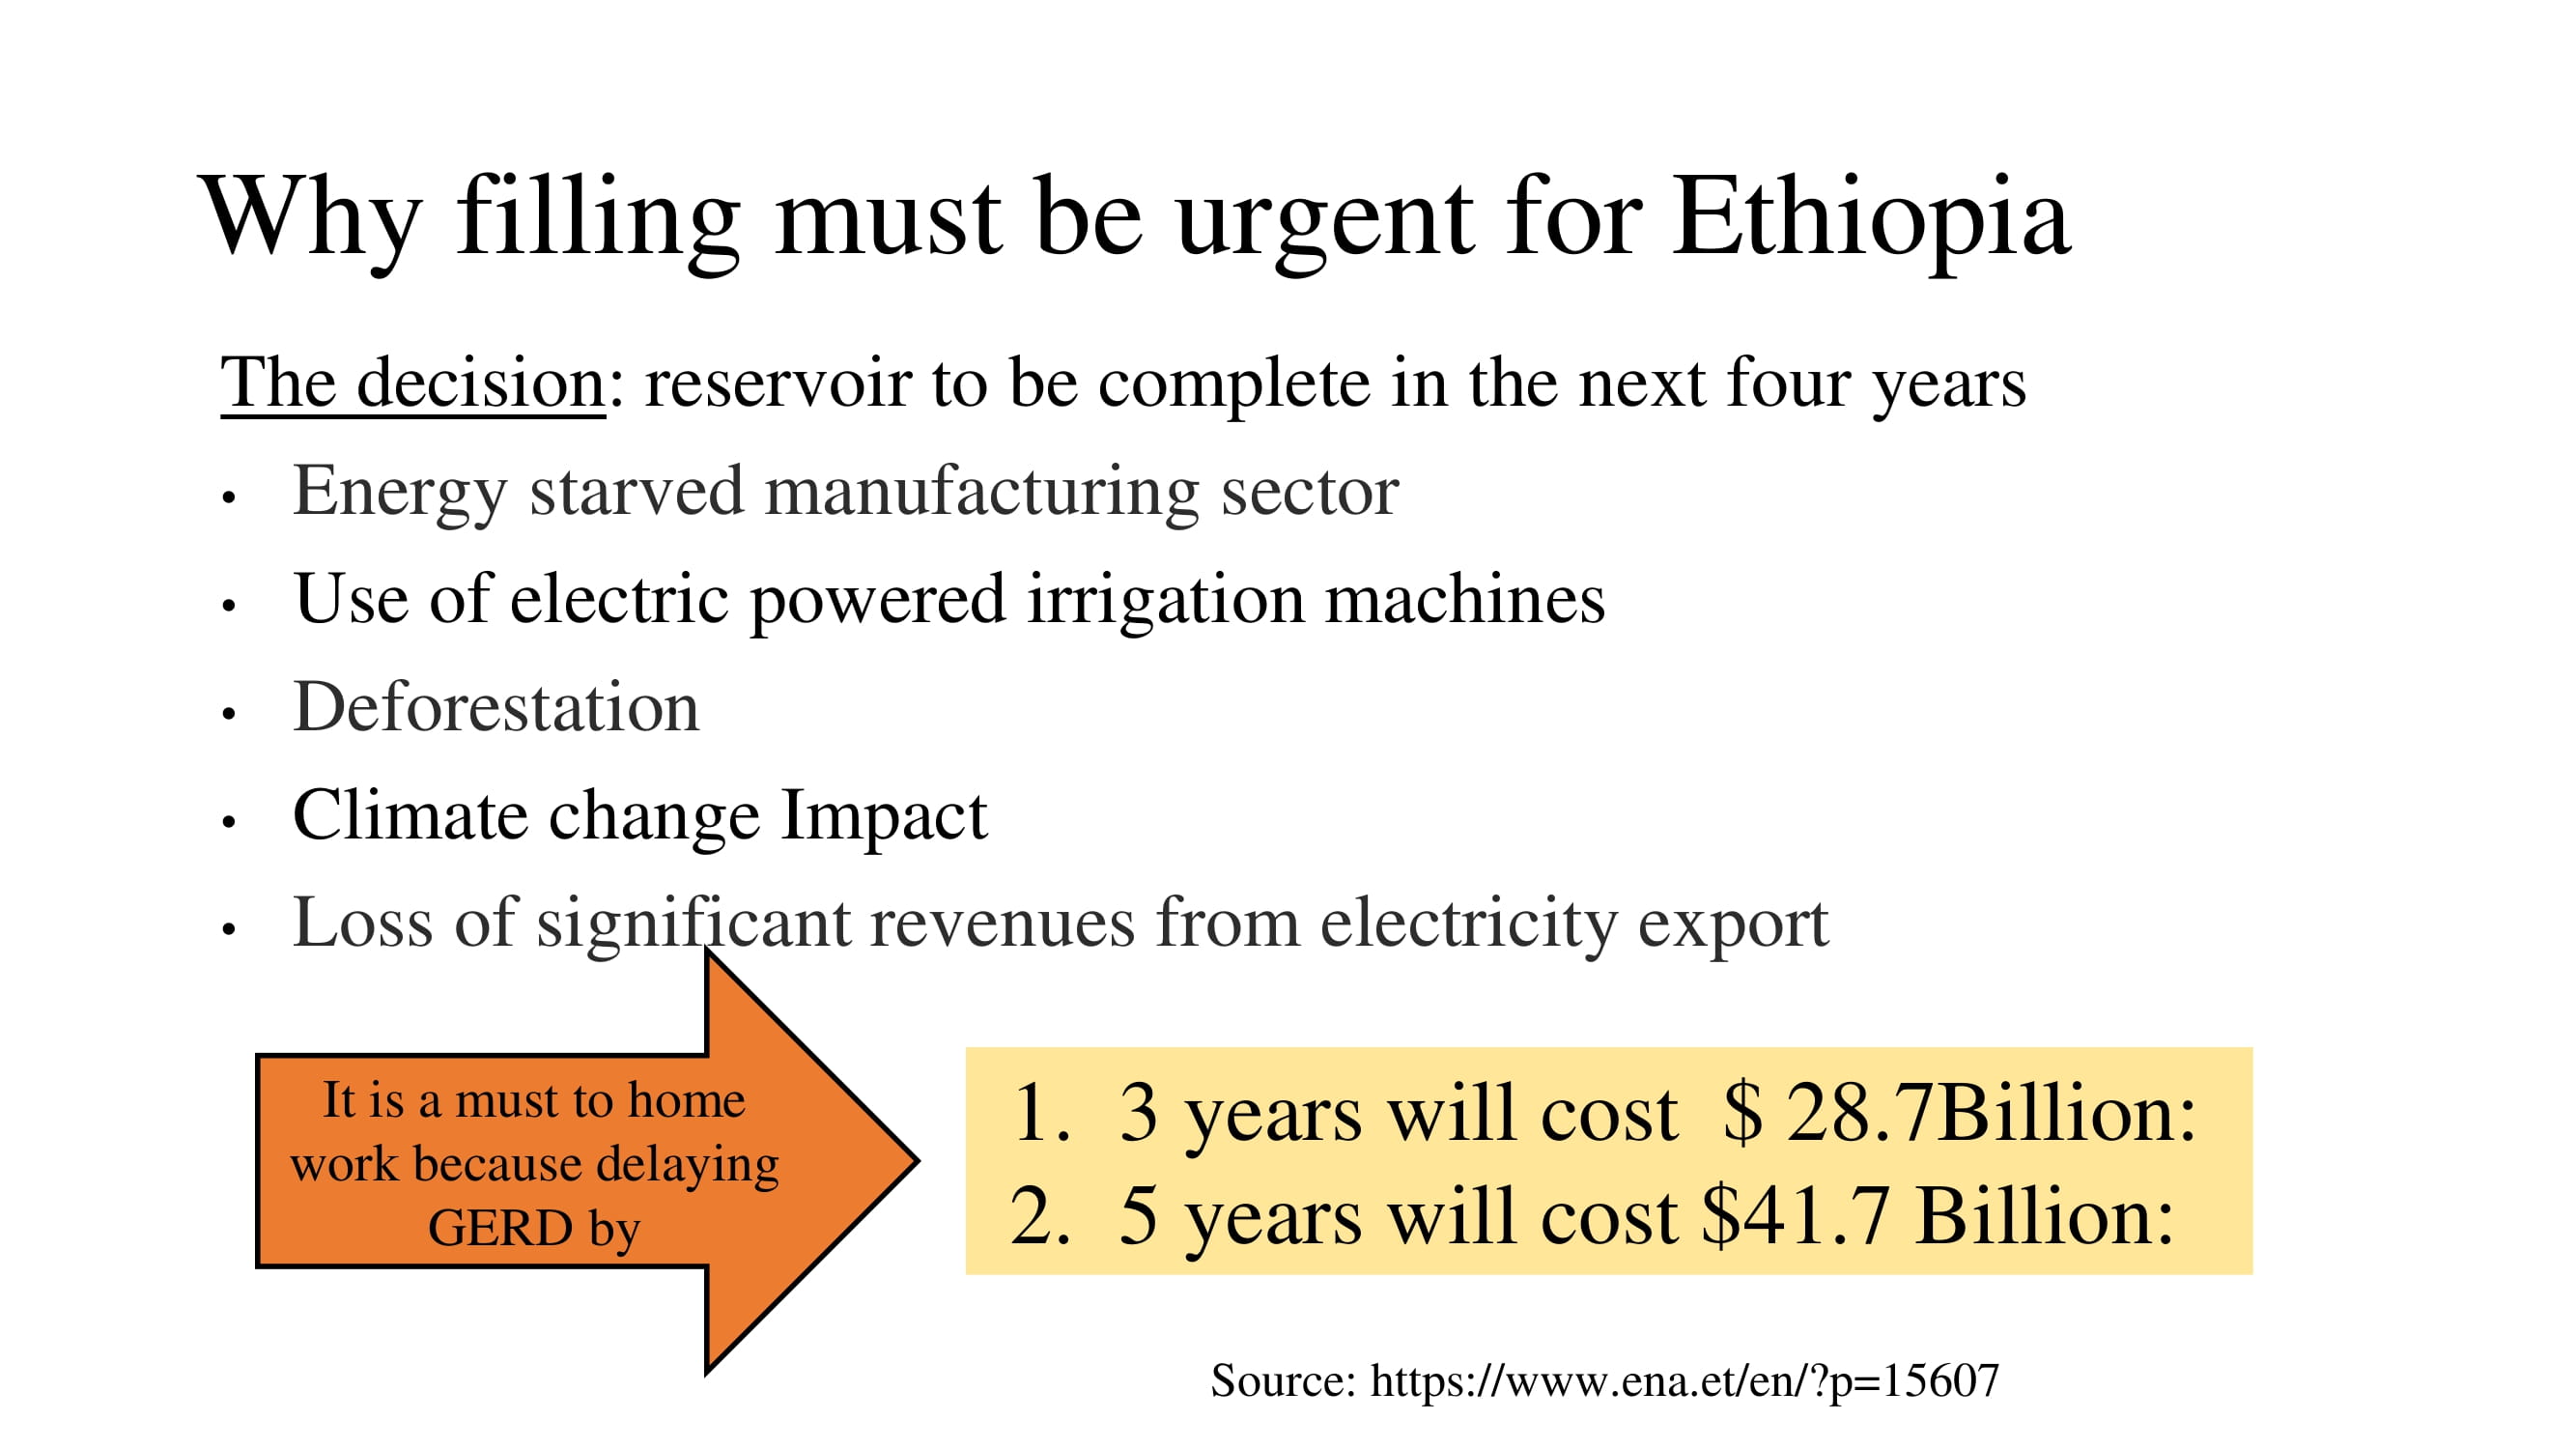 Why filling must be urgent for Ethiopia
The decision: reservoir to be complete in the next four years
• Energy starved manufacturing sector
• Use of electric powered irrigation machines
• Deforestation
• Climate change Impact
• Loss of significant revenues from electricity export
It is a must to home
work because delaying
GERD by
1. 3 years will cost $ 28.7Billion:
2. 5 years will cost $41.7 Billion:
Source: https://www.ena.et/en/?p=15607